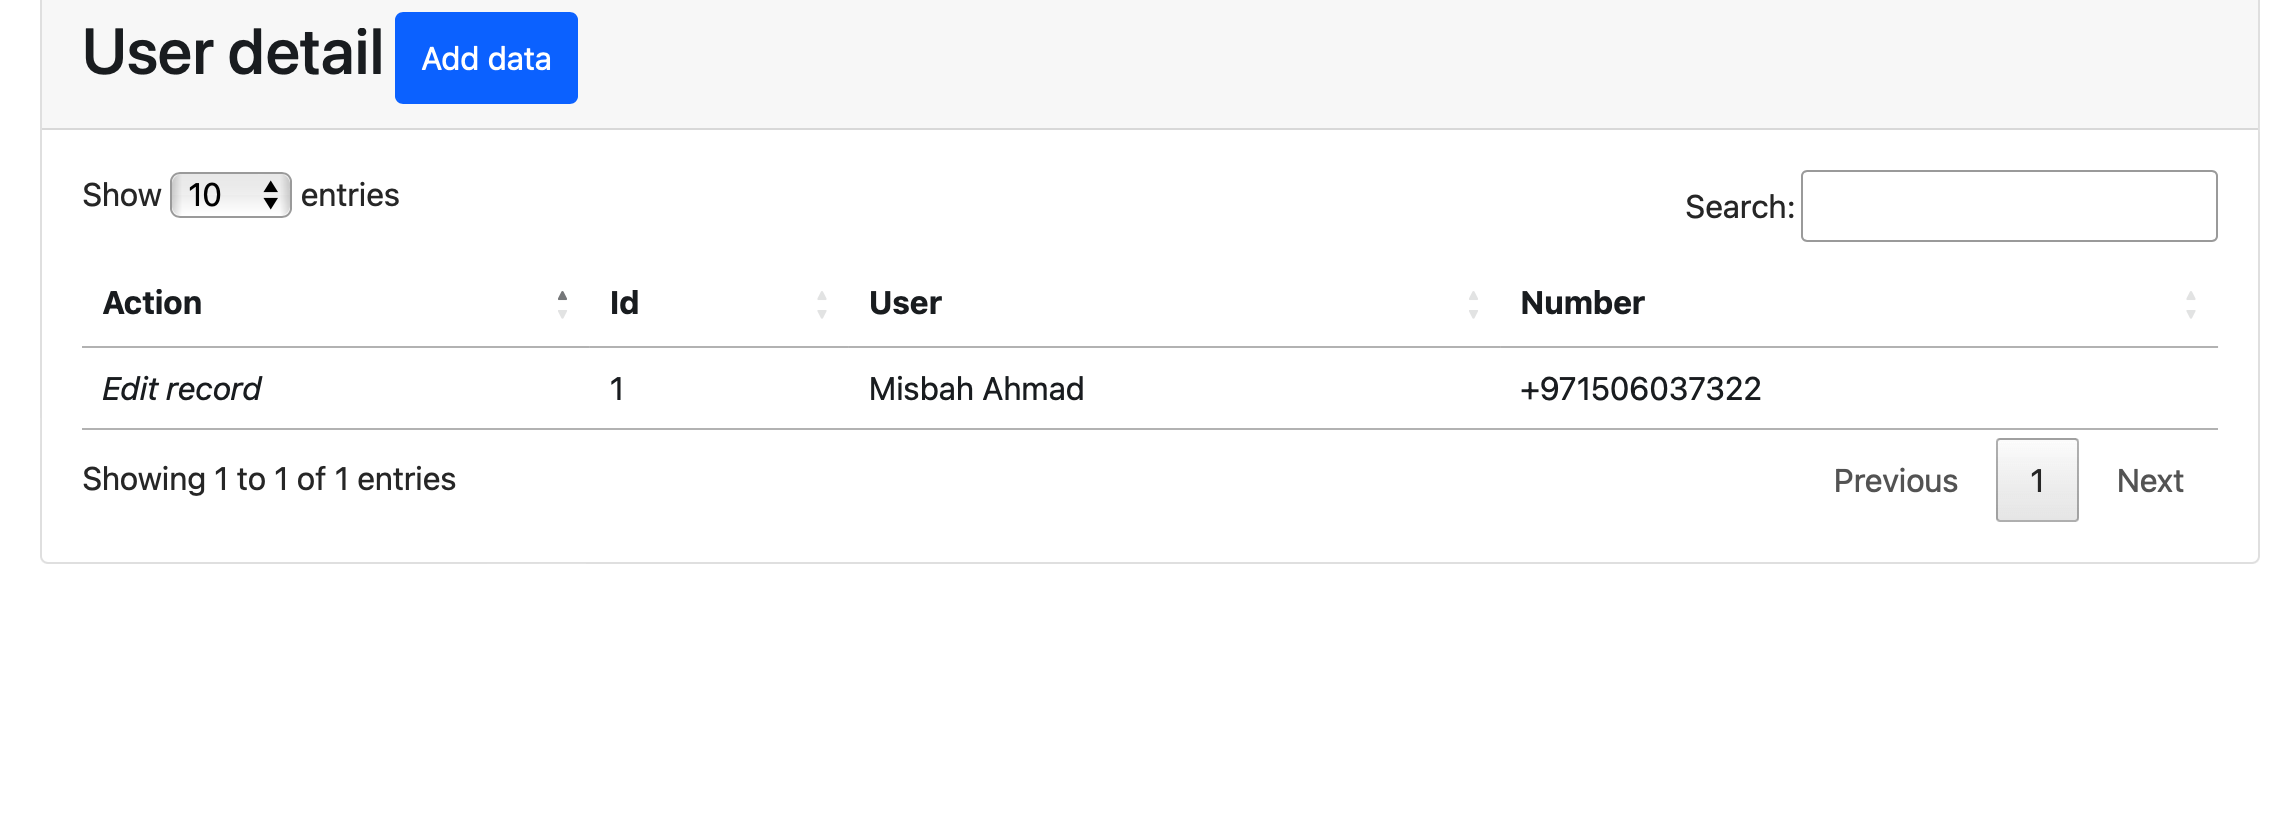 User detail Add data
Show 10 entries Search:
Action Id User Number
Edit record 1 Misbah Ahmad +971506037322
Showing 1 to 1 of 1 entries Previous 1 Next